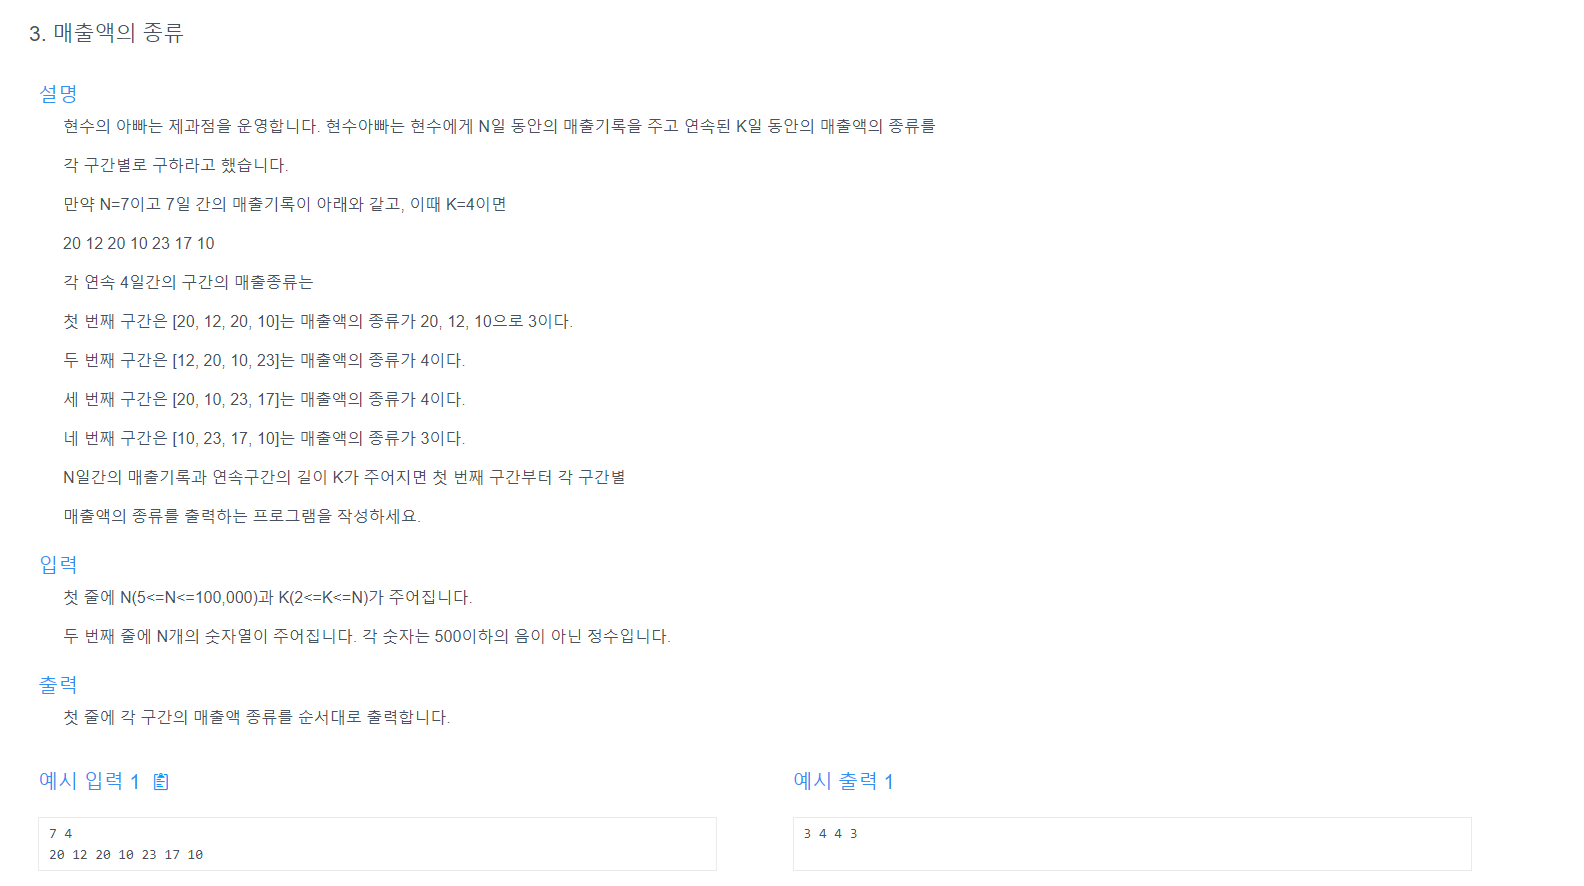 3. 매출액의 종류
설명
현수의 아빠는 제과점을 운영합니다. 현수아빠는 현수에게 N일 동안의 매출기록을 주고 연속된 K일 동안의 매출액의 종류를
각 구간별로 구하라고 했습니다.
만약 N=7이고 7일 간의 매출기록이 아래와 같고, 이때 K=4이면
20 12 20 10 23 17 10
각 연속 4일간의 구간의 매출종류는
첫 번째 구간은 [20, 12, 20, 10]는 매출액의 종류가 20, 12, 10으로 3이다.
두 번째 구간은 [12, 20, 10, 23]는 매출액의 종류가 4이다.
세 번째 구간은 [20, 10, 23, 17]는 매출액의 종류가 4이다.
네 번째 구간은 [10, 23, 17, 10]는 매출액의 종류가 3이다.
N일간의 매출기록과 연속구간의 길이 K가 주어지면 첫 번째 구간부터 각 구간별
매출액의 종류를 출력하는 프로그램을 작성하세요.
입력
첫 줄에 N(5<=N<=100,000)과 K(2<=K<=N)가 주어집니다.
두 번째 줄에 N개의 숫자열이 주어집니다. 각 숫자는 500이하의 음이 아닌 정수입니다.
출력
첫 줄에 각 구간의 매출액 종류를 순서대로 출력합니다.
예시 입력 1
7 4
20 12 20 10 23 17 10
예시 출력 1
3 4 4 3